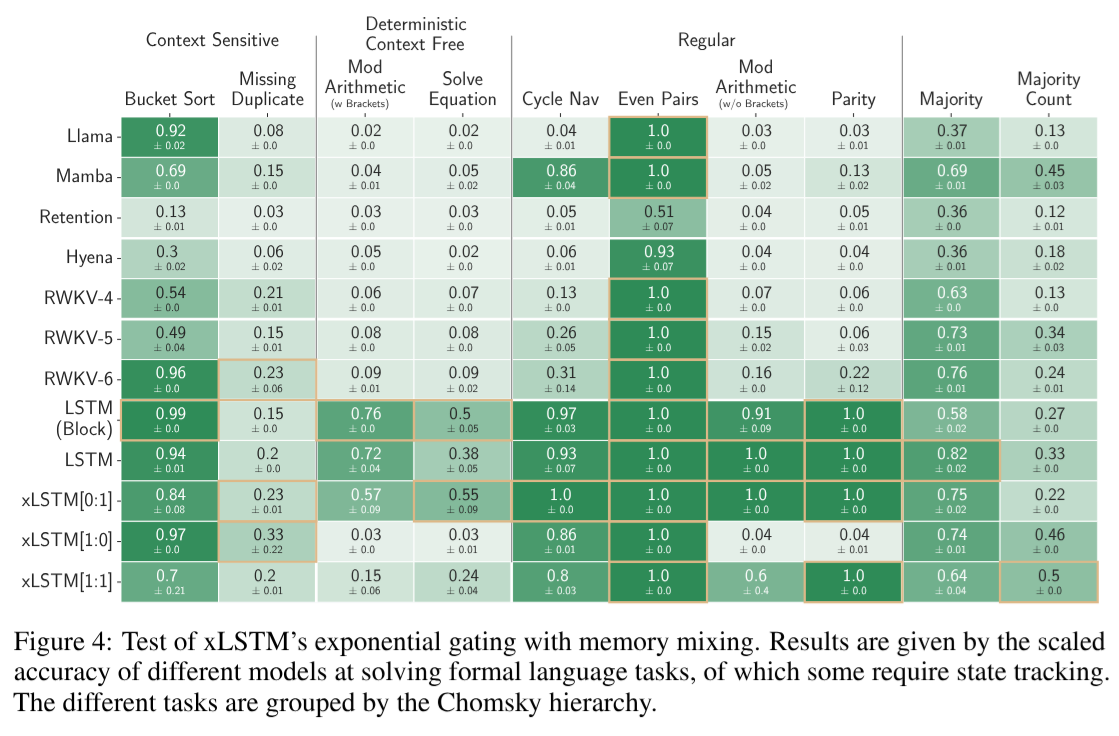 Context Sensitive Deterministic Context Free Regular
Bucket Sort Missing Duplicate Mod Arithmetic (w Brackets) Solve Equation Cycle Nav Even Pairs Mod Arithmetic (w/o Brackets) Parity Majority Majority Count
Llama 0.92 ± 0.02 0.08 ± 0.0 0.02 ± 0.0 0.02 ± 0.0 0.04 ± 0.01 1.0 ± 0.0 0.03 ± 0.0 0.03 ± 0.01 0.37 ± 0.01 0.13 ± 0.0
Mamba 0.69 ± 0.0 0.15 ± 0.0 0.04 ± 0.01 0.05 ± 0.02 0.86 ± 0.04 1.0 ± 0.0 0.05 ± 0.02 0.13 ± 0.02 0.69 ± 0.01 0.45 ± 0.03
Retention 0.13 ± 0.01 0.03 ± 0.0 0.03 ± 0.0 0.03 ± 0.0 0.05 ± 0.01 0.51 ± 0.07 0.04 ± 0.0 0.05 ± 0.01 0.36 ± 0.0 0.12 ± 0.01
Hyena 0.3 ± 0.02 0.06 ± 0.02 0.05 ± 0.0 0.02 ± 0.0 0.06 ± 0.01 0.93 ± 0.07 0.04 ± 0.0 0.04 ± 0.0 0.36 ± 0.01 0.18 ± 0.02
RWKV-4 0.54 ± 0.0 0.21 ± 0.01 0.06 ± 0.0 0.07 ± 0.0 0.13 ± 0.0 1.0 ± 0.0 0.07 ± 0.0 0.06 ± 0.0 0.63 ± 0.0 0.13 ± 0.0
RWKV-5 0.49 ± 0.04 0.15 ± 0.01 0.08 ± 0.0 0.08 ± 0.0 0.26 ± 0.05 1.0 ± 0.0 0.15 ± 0.02 0.06 ± 0.03 0.73 ± 0.01 0.34 ± 0.03
RWKV-6 0.96 ± 0.0 0.23 ± 0.06 0.09 ± 0.01 0.09 ± 0.02 0.31 ± 0.14 1.0 ± 0.0 0.16 ± 0.0 0.22 ± 0.12 0.76 ± 0.01 0.24 ± 0.01
LSTM (Block) 0.99 ± 0.0 0.15 ± 0.0 0.76 ± 0.0 0.5 ± 0.05 0.97 ± 0.03 1.0 ± 0.0 0.91 ± 0.09 1.0 ± 0.0 0.58 ± 0.02 0.27 ± 0.0
LSTM 0.94 ± 0.01 0.2 ± 0.0 0.72 ± 0.04 0.38 ± 0.05 0.93 ± 0.07 1.0 ± 0.0 1.0 ± 0.0 1.0 ± 0.0 0.82 ± 0.02 0.33 ± 0.0
xLSTM[0:1] 0.84 ± 0.08 0.23 ± 0.01 0.57 ± 0.09 0.55 ± 0.09 1.0 ± 0.0 1.0 ± 0.0 1.0 ± 0.0 1.0 ± 0.0 0.75 ± 0.02 0.22 ± 0.0
xLSTM[1:0] 0.97 ± 0.0 0.33 ± 0.22 0.03 ± 0.0 0.03 ± 0.01 0.86 ± 0.01 1.0 ± 0.0 0.04 ± 0.0 0.04 ± 0.01 0.74 ± 0.01 0.46 ± 0.0
xLSTM[1:1] 0.7 ± 0.21 0.2 ± 0.01 0.15 ± 0.06 0.24 ± 0.04 0.8 ± 0.03 1.0 ± 0.0 0.6 ± 0.4 1.0 ± 0.0 0.64 ± 0.04 0.5 ± 0.0
Figure 4: Test of xLSTM's exponential gating with memory mixing. Results are given by the scaled
accuracy of different models at solving formal language tasks, of which some require state tracking.
The different tasks are grouped by the Chomsky hierarchy.